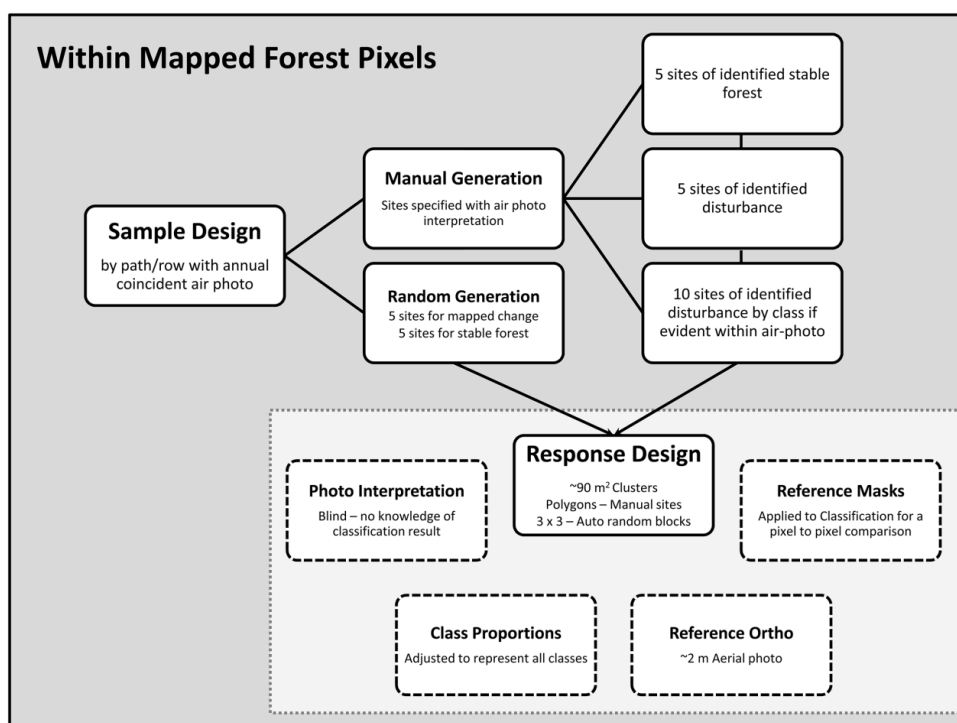 Within Mapped Forest Pixels
Sample Design
by path/row with annual
coincident air photo
Manual Generation
Sites specified with air photo
interpretation
Random Generation
5 sites for mapped change
5 sites for stable forest
5 sites of identified stable
forest
5 sites of identified
disturbance
10 sites of identified
disturbance by class if
evident within air-photo
Response Design
~90 m² Clusters
Polygons – Manual sites
3 x 3 – Auto random blocks
Photo Interpretation
Blind – no knowledge of
classification result
Reference Masks
Applied to Classification for a
pixel to pixel comparison
Class Proportions
Adjusted to represent all classes
Reference Ortho
~2 m Aerial photo